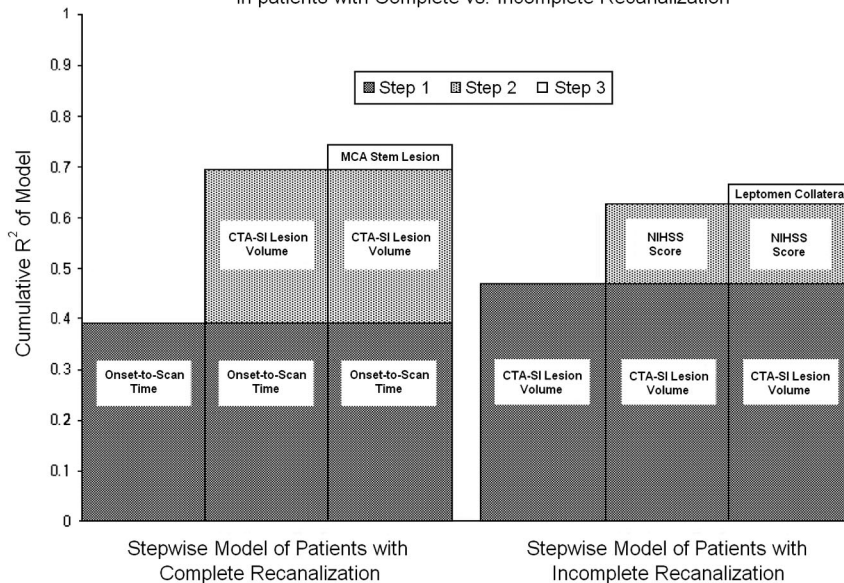 in patients with Complete vs. Incomplete Recanalization
1
0.9
0.8
0.7
0.6
0.5
0.4
0.3
0.2
0.1
0
Cumulative R² of Model
Step 1 Step 2 Step 3
MCA Stem Lesion
CTA-SI Lesion
Volume
CTA-SI Lesion
Volume
Onset-to-Scan
Time
Onset-to-Scan
Time
Onset-to-Scan
Time
Leptomen Collatera
NIHSS
Score
NIHSS
Score
CTA-SI Lesion
Volume
CTA-SI Lesion
Volume
CTA-SI Lesion
Volume
Stepwise Model of Patients with
Complete Recanalization
Stepwise Model of Patients with
Incomplete Recanalization